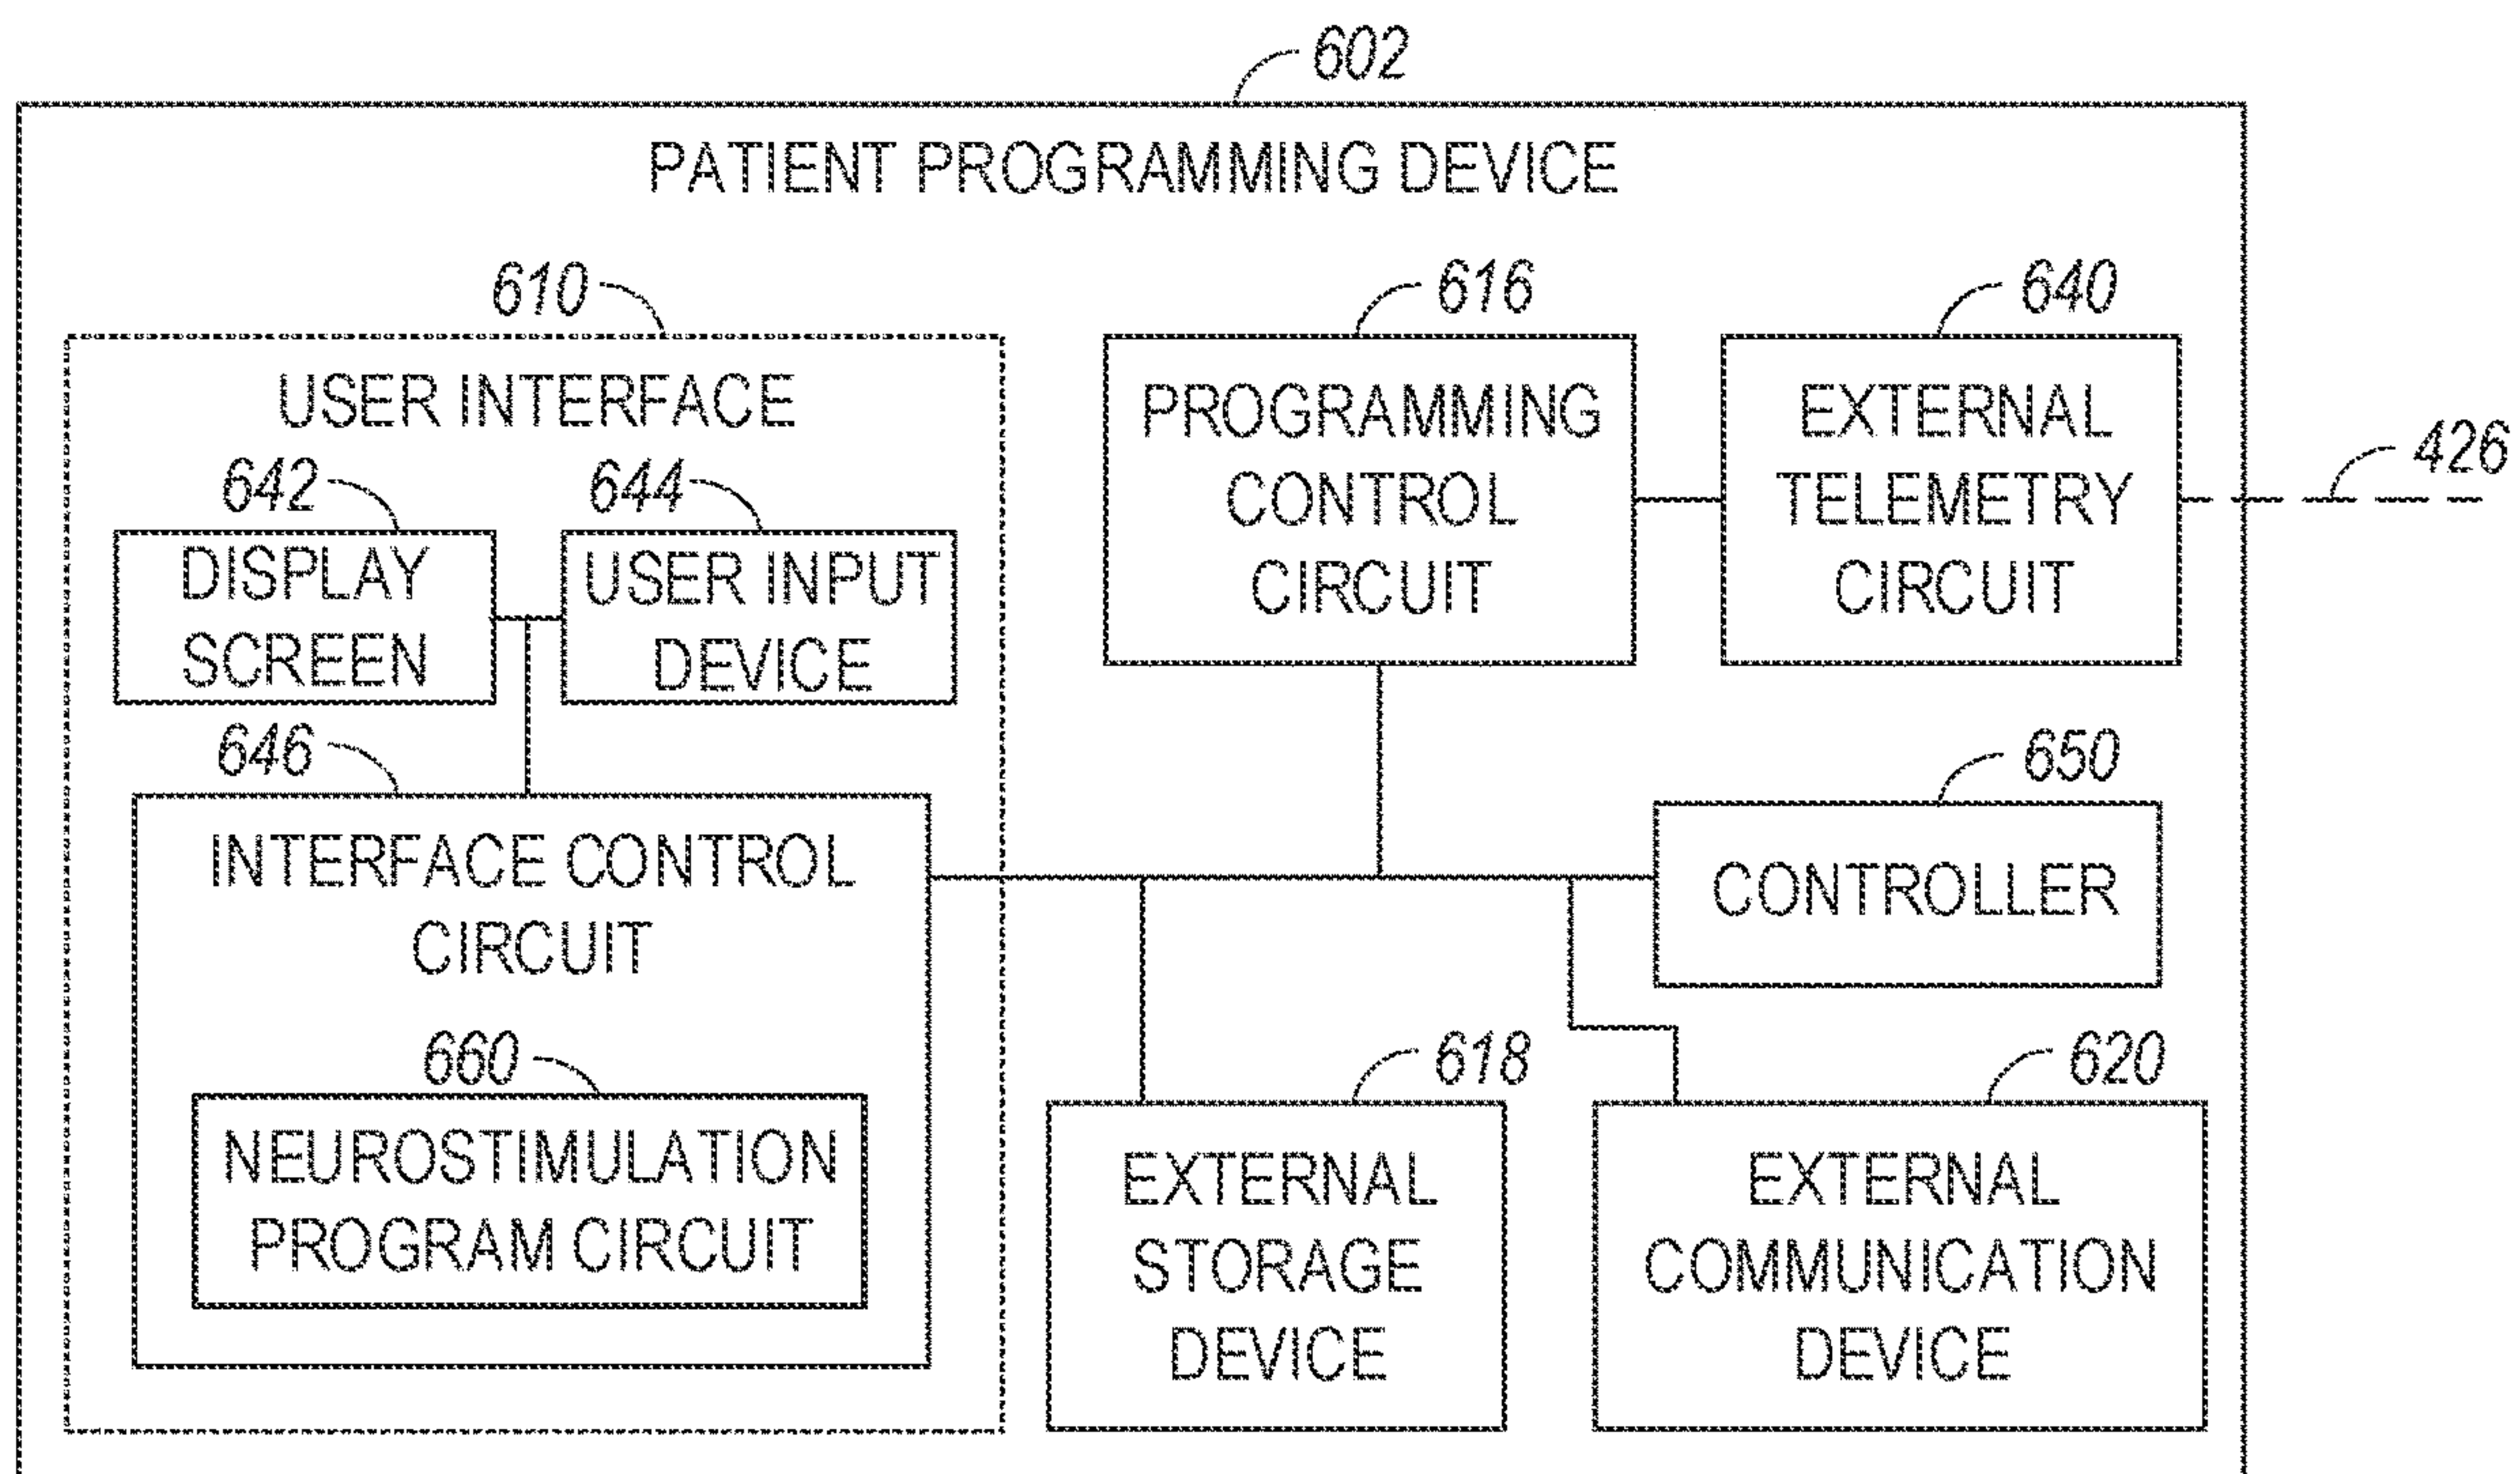 602
PATIENT PROGRAMMING DEVICE
610
USER INTERFACE
642
DISPLAY
SCREEN
644
USER INPUT
DEVICE
646
INTERFACE CONTROL
CIRCUIT
660
NEUROSTIMULATION
PROGRAM CIRCUIT
616
PROGRAMMING
CONTROL
CIRCUIT
640
EXTERNAL
TELEMETRY
CIRCUIT
426
650
CONTROLLER
618
EXTERNAL
STORAGE
DEVICE
620
EXTERNAL
COMMUNICATION
DEVICE